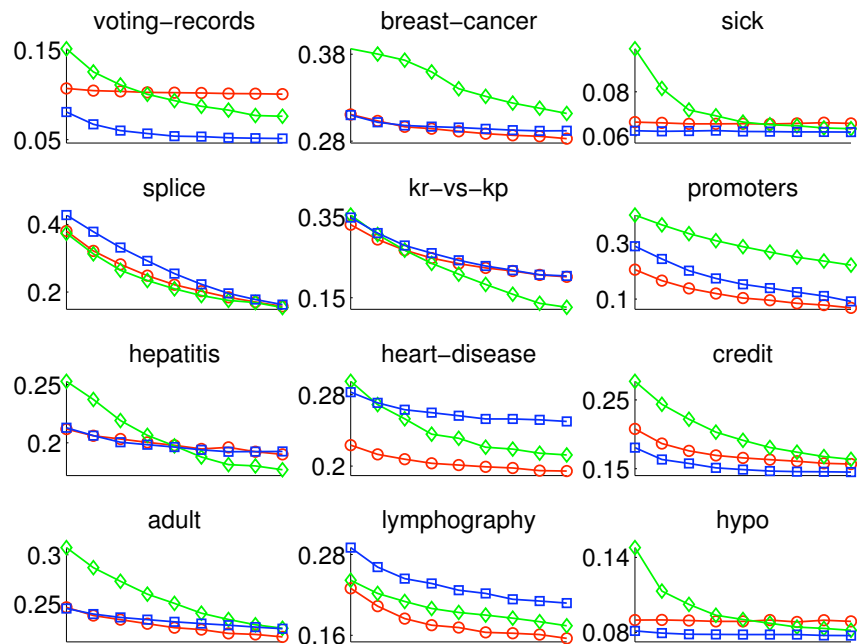 voting−records
0.15
0.05
breast−cancer
0.38
0.28
sick
0.08
0.06
splice
0.4
0.2
kr−vs−kp
0.35
0.15
promoters
0.3
0.1
hepatitis
0.25
0.2
heart−disease
0.28
0.2
credit
0.25
0.15
adult
0.3
0.25
lymphography
0.28
0.16
hypo
0.14
0.08